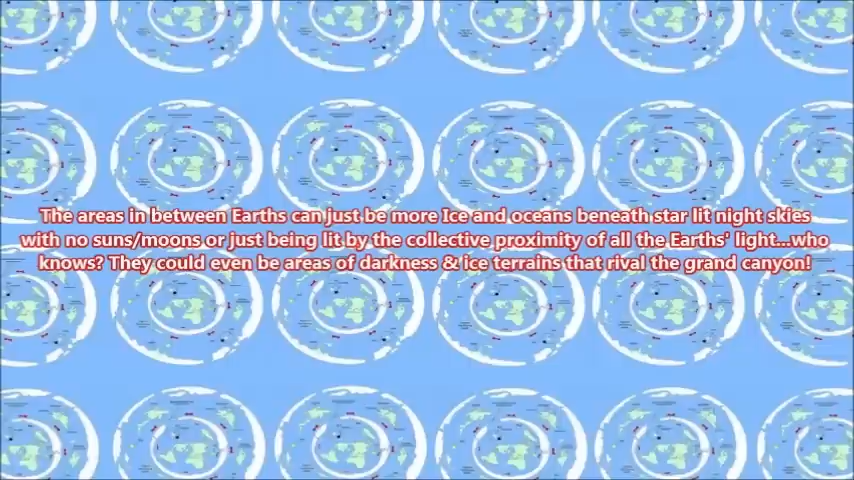 The areas in between Earths can just be more Ice and oceans beneath star lit night skies
with no suns/moons or just being lit by the collective proximity of all the Earths' light...who
knows? They could even be areas of darkness & ice terrains that rival the grand canyon!